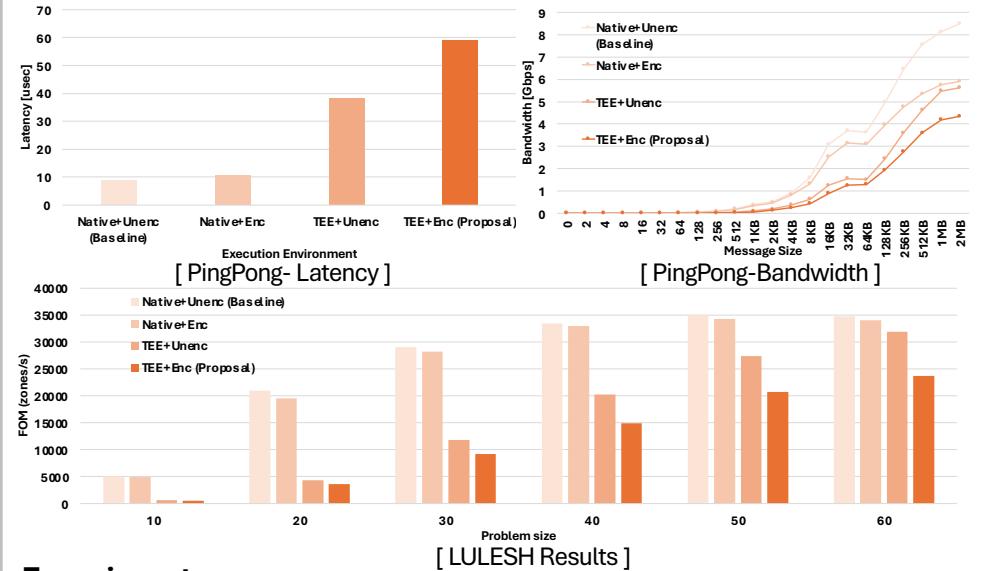 70
60
50
40
30
20
10
0
Latency [usec]
Native+Unenc
(Baseline)
Native+Enc
TEE+Unenc
TEE+Enc (Proposal)
Execution Environment
[ PingPong- Latency ]
9
8
7
6
5
4
3
2
1
0
Bandwidth [Gbps]
Native+Unenc
(Baseline)
Native+Enc
TEE+Unenc
TEE+Enc (Proposal)
0 2 4 8 16 32 64 128 256 512 1KB 2KB 4KB 8KB 16KB 32KB 64KB 128KB 256KB 512KB 1MB 2MB
Message Size
[ PingPong-Bandwidth ]
40000
35000
30000
25000
20000
15000
10000
5000
0
FOM (zones/s)
Native+Unenc (Baseline)
Native+Enc
TEE+Unenc
TEE+Enc (Proposal)
10 20 30 40 50 60
Problem size
[ LULESH Results ]